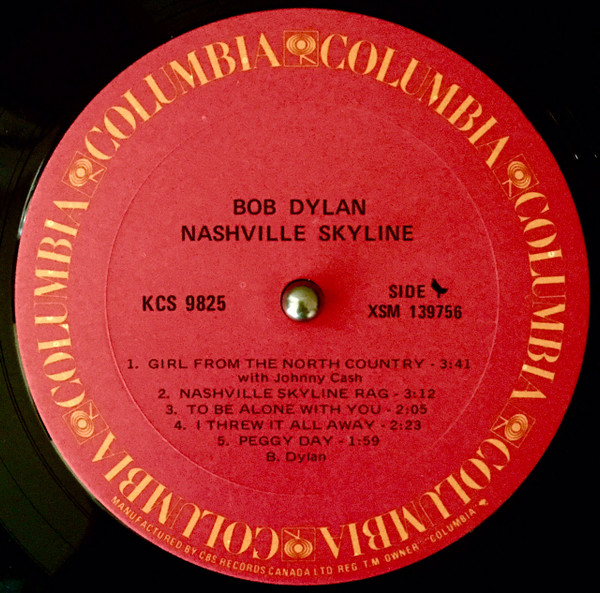 COLUMBIA COLUMBIA COLUMBIA COLUMBIA COLUMBIA COLUMBIA COLUMBIA COLUMBIA
BOB DYLAN
NASHVILLE SKYLINE
KCS 9825
SIDE
XSM 139756
1. GIRL FROM THE NORTH COUNTRY - 3:41
with Johnny Cash
2. NASHVILLE SKYLINE RAG - 3:12
3. TO BE ALONE WITH YOU - 2:05
4. I THREW IT ALL AWAY - 2:23
5. PEGGY DAY - 1:59
B. Dylan
MANUFACTURED BY CBS RECORDS CANADA LTD REG. T.M OWNER "COLUMBIA"